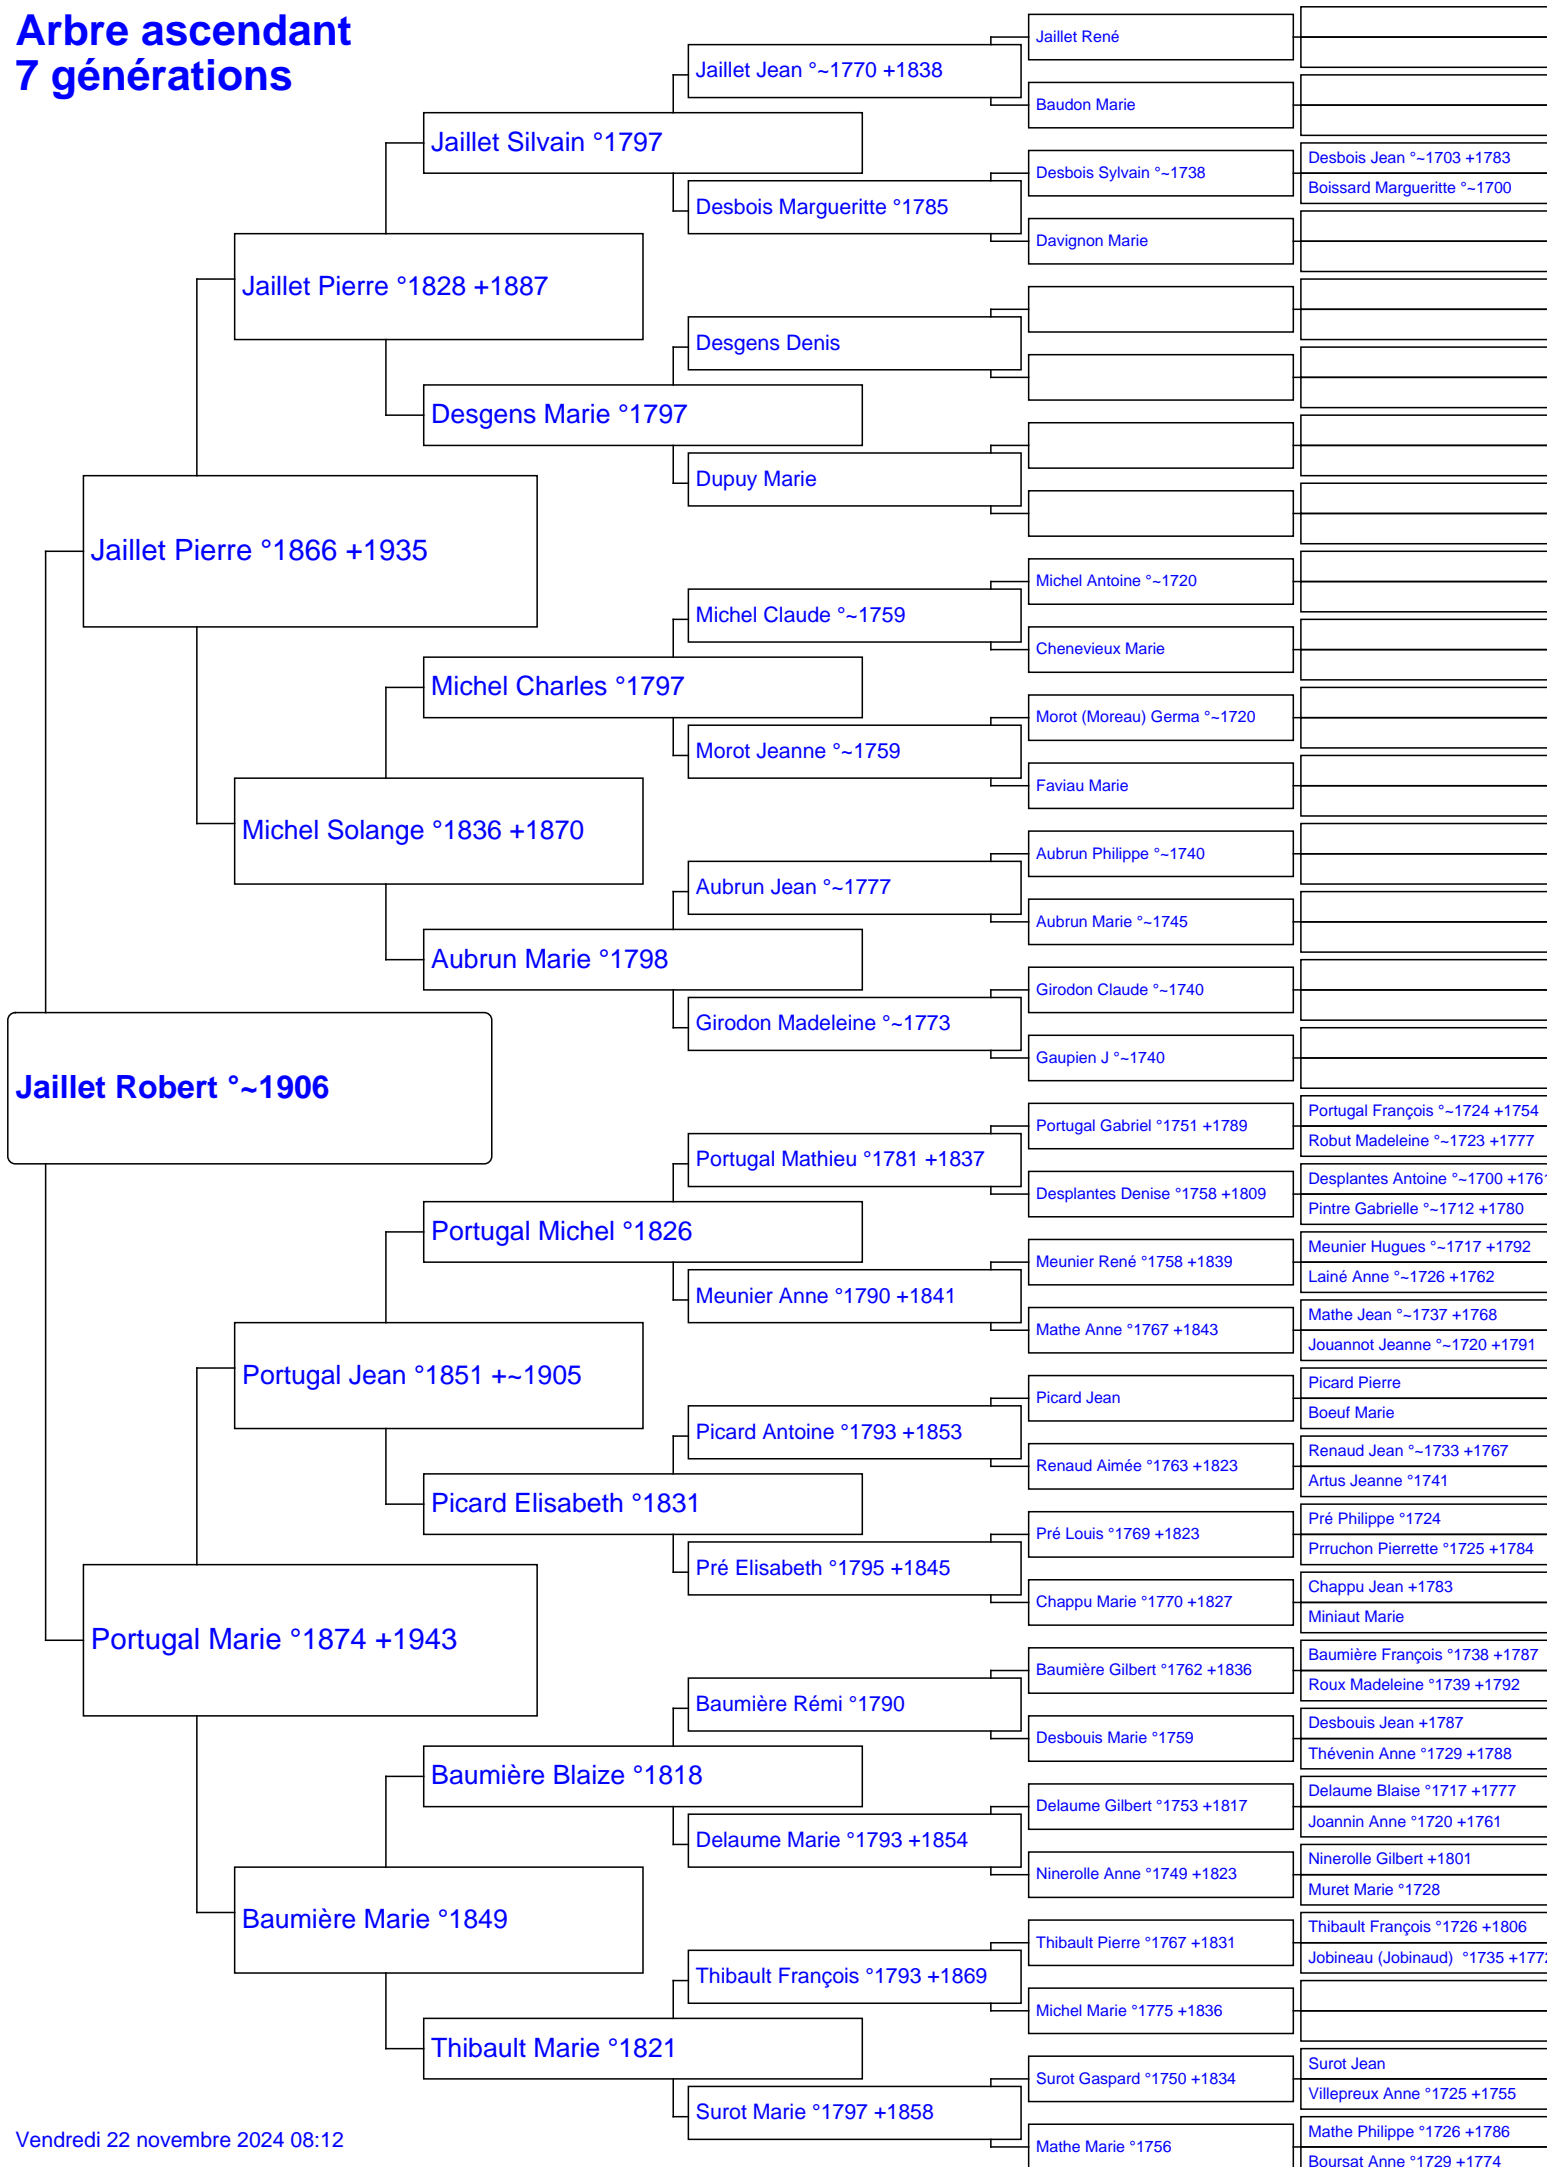 Arbre ascendant
7 générations
Jaillet Robert °~1906
Jaillet Pierre °1866 +1935
Portugal Marie °1874 +1943
Jaillet Pierre °1828 +1887
Michel Solange °1836 +1870
Portugal Jean °1851 +~1905
Baumière Marie °1849
Jaillet Silvain °1797
Desgens Marie °1797
Michel Charles °1797
Aubrun Marie °1798
Portugal Michel °1826
Picard Elisabeth °1831
Baumière Blaize °1818
Thibault Marie °1821
Jaillet Jean °~1770 +1838
Desbois Margueritte °1785
Desgens Denis
Dupuy Marie
Michel Claude °~1759
Morot Jeanne °~1759
Aubrun Jean °~1777
Girodon Madeleine °~1773
Portugal Mathieu °1781 +1837
Meunier Anne °1790 +1841
Picard Antoine °1793 +1853
Pré Elisabeth °1795 +1845
Baumière Rémi °1790
Delaume Marie °1793 +1854
Thibault François °1793 +1869
Surot Marie °1797 +1858
Jaillet René
Baudon Marie
Desbois Sylvain °~1738
Davignon Marie
Michel Antoine °~1720
Chenevieux Marie
Morot (Moreau) Germa °~1720
Faviau Marie
Aubrun Philippe °~1740
Aubrun Marie °~1745
Girodon Claude °~1740
Gaupien J °~1740
Portugal Gabriel °1751 +1789
Desplantes Denise °1758 +1809
Meunier René °1758 +1839
Mathe Anne °1767 +1843
Picard Jean
Renaud Aimée °1763 +1823
Pré Louis °1769 +1823
Chappu Marie °1770 +1827
Baumière Gilbert °1762 +1836
Desbouis Marie °1759
Delaume Gilbert °1753 +1817
Ninerolle Anne °1749 +1823
Thibault Pierre °1767 +1831
Michel Marie °1775 +1836
Surot Gaspard °1750 +1834
Mathe Marie °1756
Desbois Jean °~1703 +1783
Boissard Margueritte °~1700
Portugal François °~1724 +1754
Robut Madeleine °~1723 +1777
Desplantes Antoine °~1700 +1761
Pintre Gabrielle °~1712 +1780
Meunier Hugues °~1717 +1792
Lainé Anne °~1726 +1762
Mathe Jean °~1737 +1768
Jouannot Jeanne °~1720 +1791
Picard Pierre
Boeuf Marie
Renaud Jean °~1733 +1767
Artus Jeanne °1741
Pré Philippe °1724
Prruchon Pierrette °1725 +1784
Chappu Jean +1783
Miniaut Marie
Baumière François °1738 +1787
Roux Madeleine °1739 +1792
Desbouis Jean +1787
Thévenin Anne °1729 +1788
Delaume Blaise °1717 +1777
Joannin Anne °1720 +1761
Ninerolle Gilbert +1801
Muret Marie °1728
Thibault François °1726 +1806
Jobineau (Jobinaud) °1735 +1772
Surot Jean
Villepreux Anne °1725 +1755
Mathe Philippe °1726 +1786
Boursat Anne °1729 +1774
Vendredi 22 novembre 2024 08:12